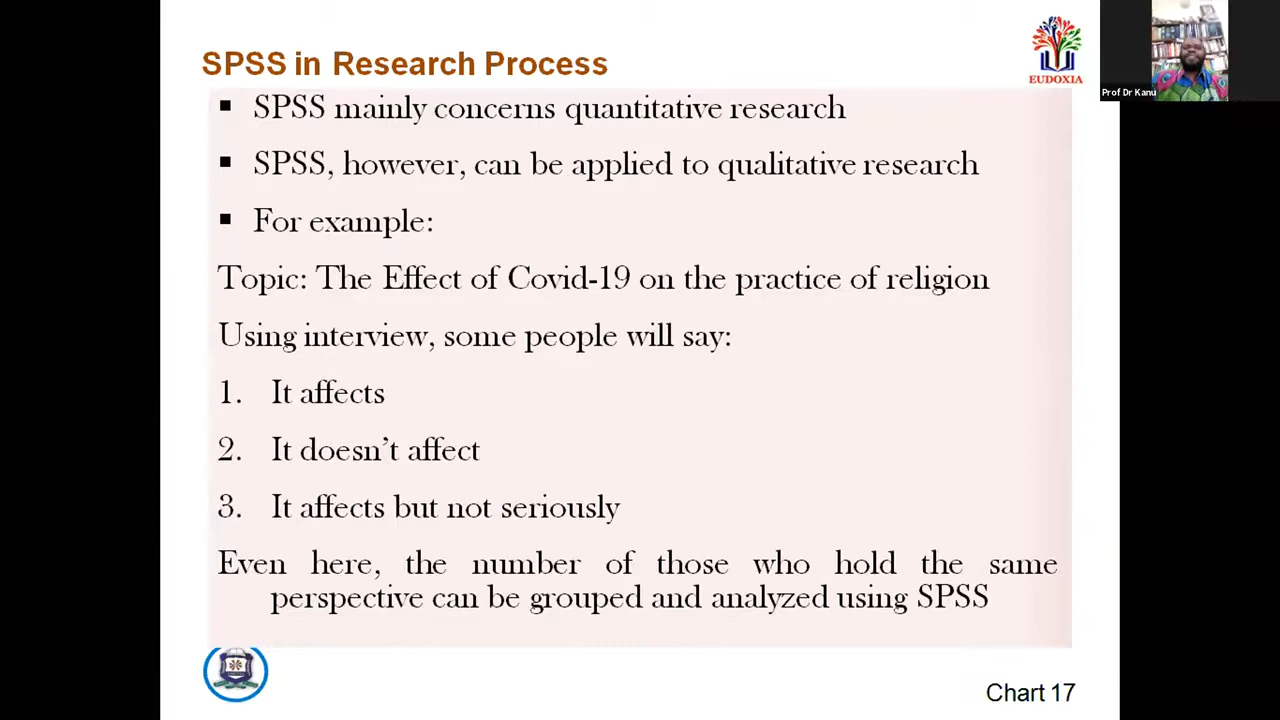 SPSS in Research Process
EUDOXIA
Prof Dr Kanu
▪ SPSS mainly concerns quantitative research
▪ SPSS, however, can be applied to qualitative research
▪ For example:
Topic: The Effect of Covid-19 on the practice of religion
Using interview, some people will say:
1. It affects
2. It doesn’t affect
3. It affects but not seriously
Even here, the number of those who hold the same
perspective can be grouped and analyzed using SPSS
Chart 17